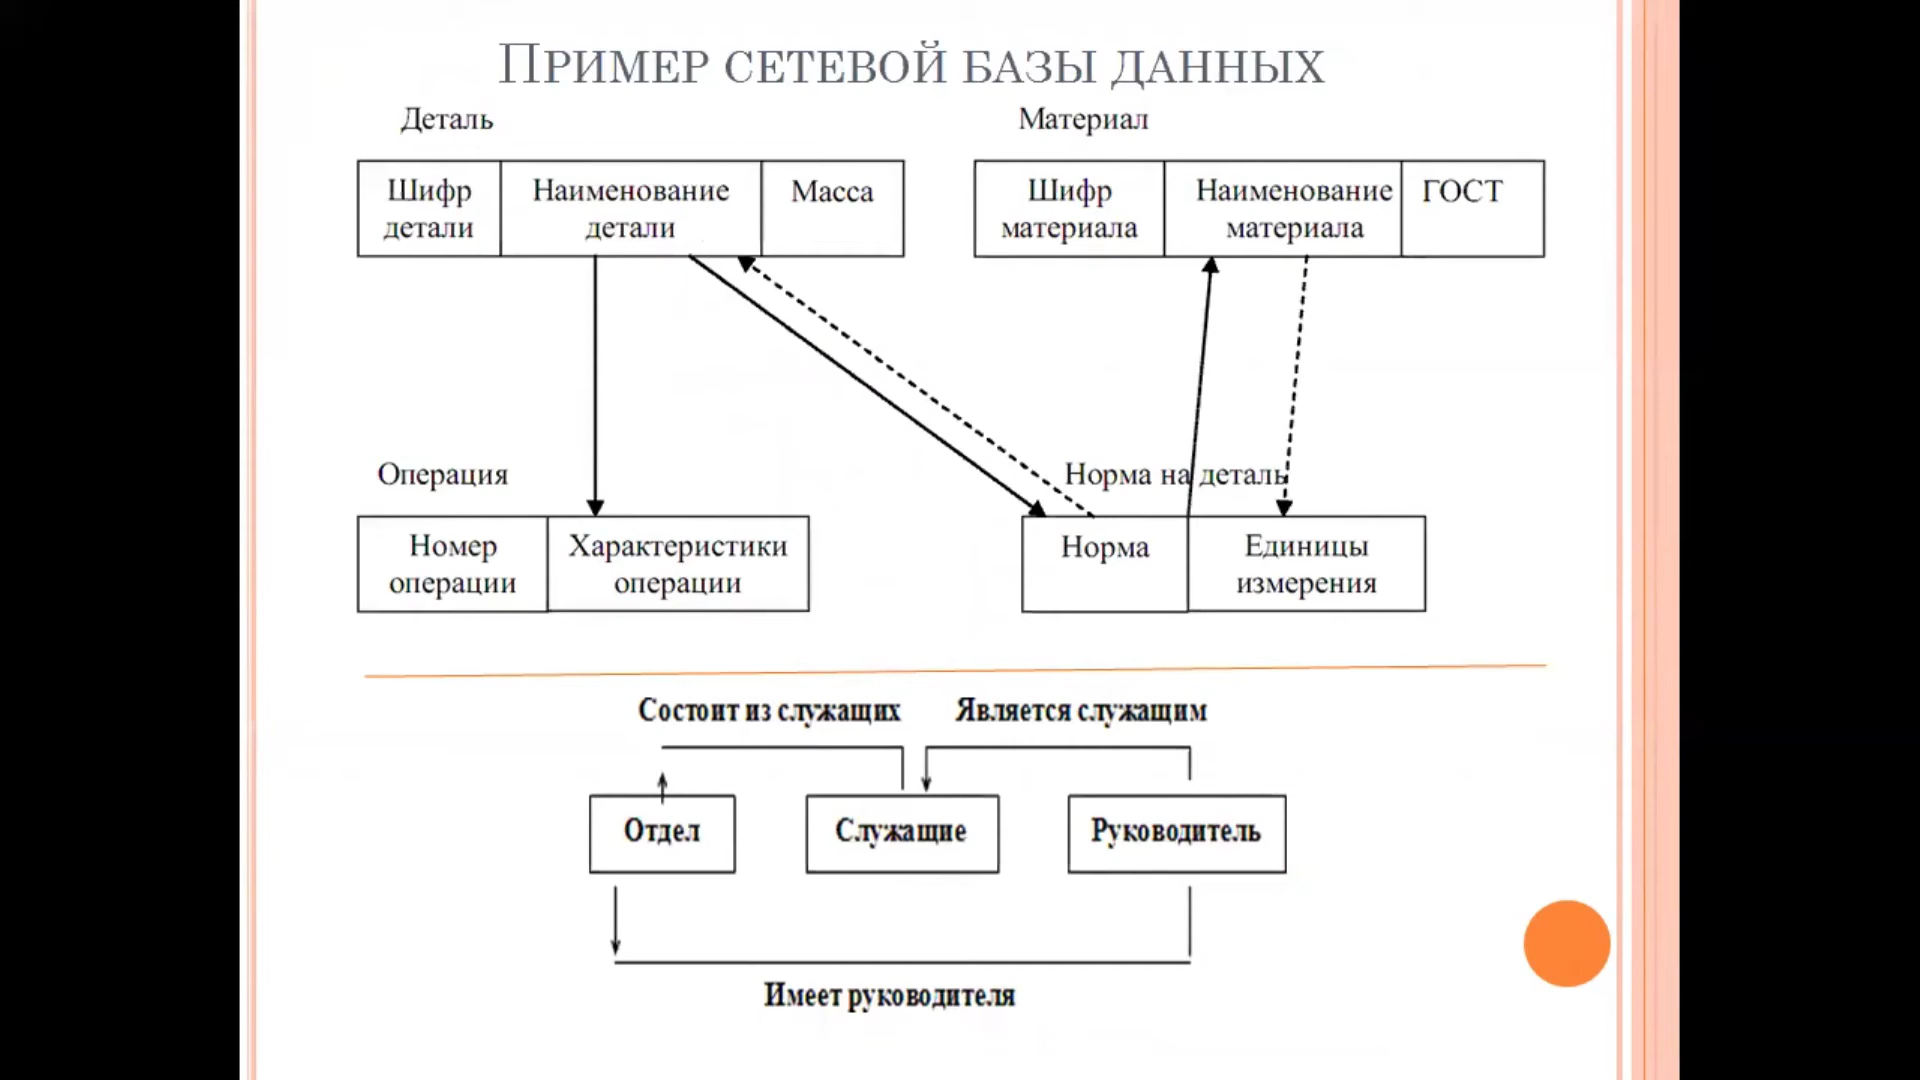 ПРИМЕР СЕТЕВОЙ БАЗЫ ДАННЫХ
Деталь
Материал
Шифр
детали
Наименование
детали
Масса
Шифр
материала
Наименование
материала
ГОСТ
Операция
Норма на деталь
Номер
операции
Характеристики
операции
Норма
Единицы
измерения
Состоит из служащих
Является служащим
Отдел
Служащие
Руководитель
Имеет руководителя